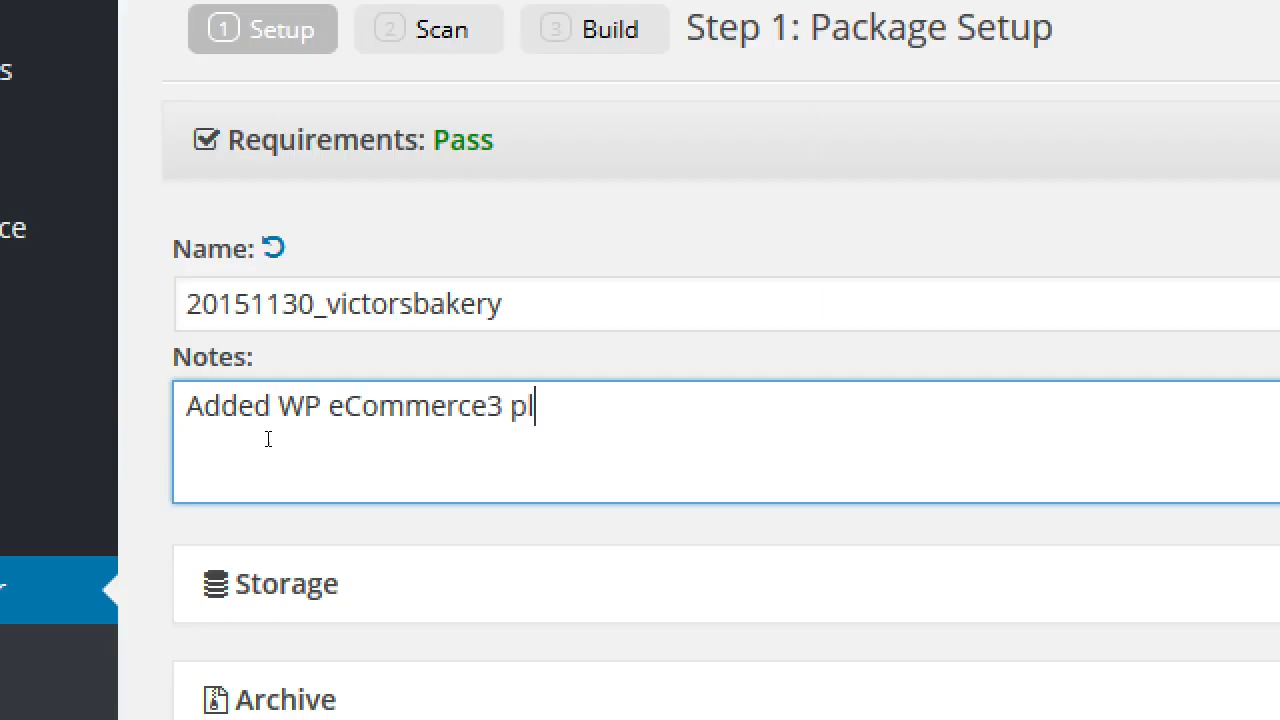 1 Setup 2 Scan 3 Build Step 1: Package Setup
s
Requirements: Pass
ce
Name:
20151130_victorsbakery
Notes:
Added WP eCommerce3 pl
Storage
r
Archive